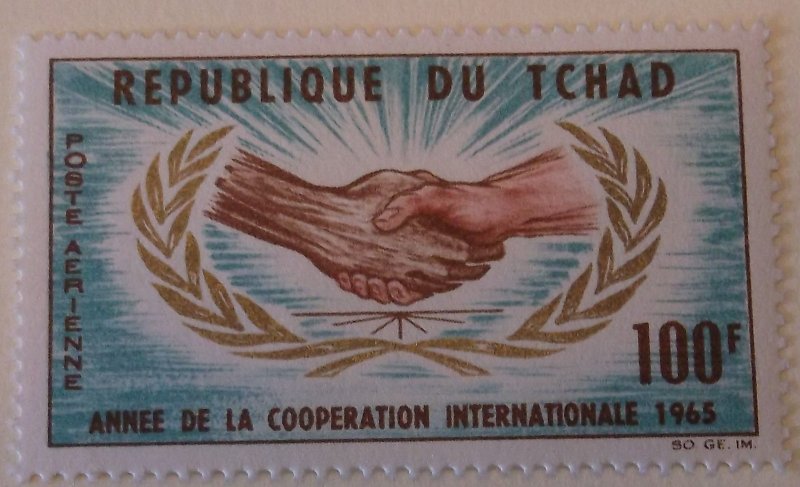 REPUBLIQUE DU TCHAD
POSTE AERIENNE
100F
ANNEE DE LA COOPERATION INTERNATIONALE 1965
SO. GE. IM.